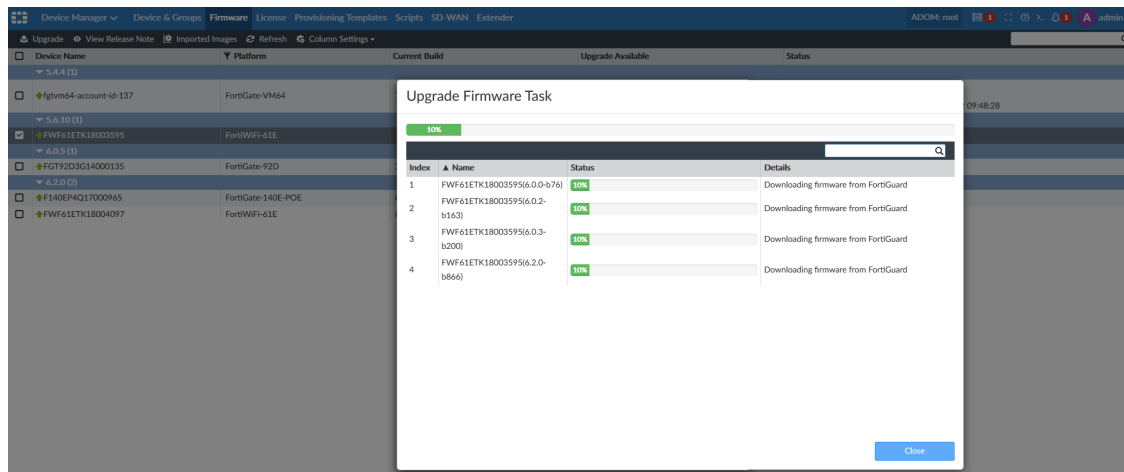 Device Manager Device & Groups Firmware License Provisioning Templates Scripts SD-WAN Extender ADOM: root 1 1 A admin
Upgrade View Release Note Imported Images Refresh Column Settings
Device Name Platform Current Build Upgrade Available Status
5.4.4 (1)
fgtvm64-account-id-137 FortiGate-VM64 09:48:28
5.6.10 (1)
FWF61ETK18003595 FortiWiFi-61E
6.0.5 (1)
FGT92D3G14000135 FortiGate-92D
6.2.0 (2)
F140EP4Q17000965 FortiGate-140E-POE
FWF61ETK18004097 FortiWiFi-61E
Upgrade Firmware Task
10%
Index Name Status Details
1 FWF61ETK18003595(6.0.0-b76) 10% Downloading firmware from FortiGuard
FWF61ETK18003595(6.0.2-
2 10% Downloading firmware from FortiGuard
b163)
FWF61ETK18003595(6.0.3-
3 10% Downloading firmware from FortiGuard
b200)
FWF61ETK18003595(6.2.0-
4 10% Downloading firmware from FortiGuard
b866)
Close